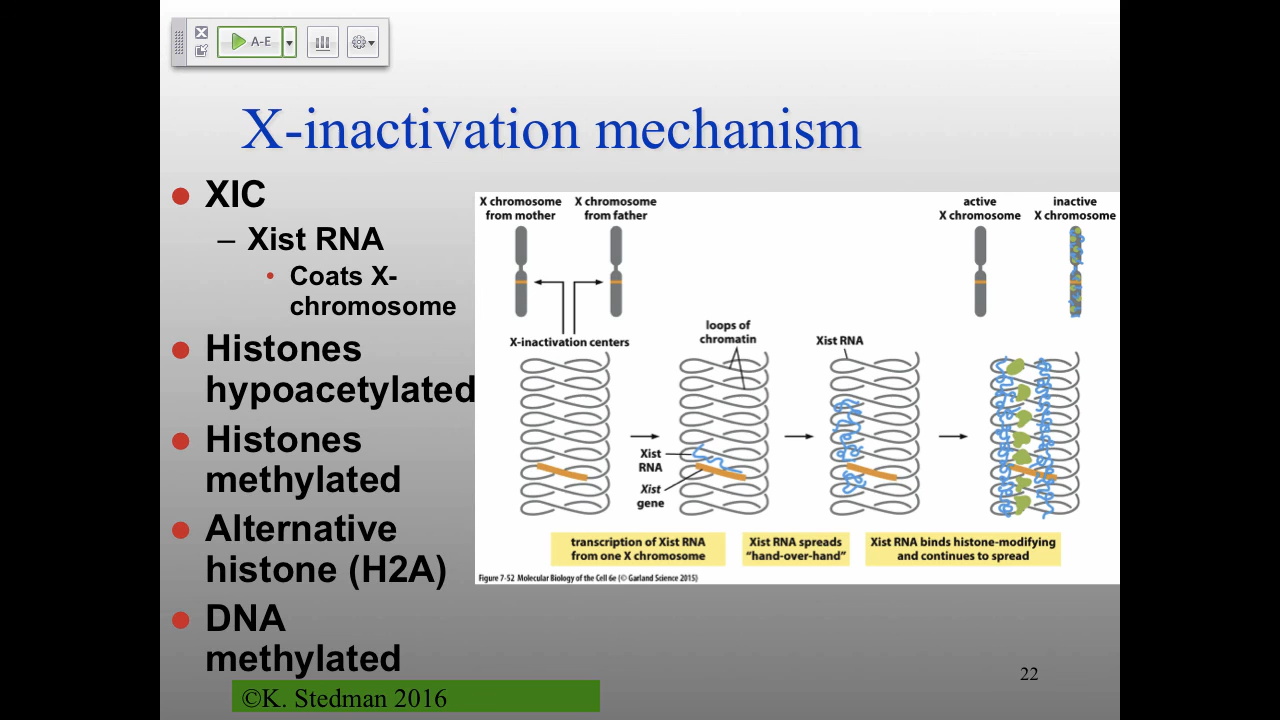 A-E
X-inactivation mechanism
● XIC
– Xist RNA
• Coats X-
chromosome
● Histones
hypoacetylated
● Histones
methylated
● Alternative
histone (H2A)
● DNA
methylated
X chromosome
from mother
X chromosome
from father
active
X chromosome
inactive
X chromosome
X-inactivation centers
loops of
chromatin
Xist RNA
Xist
RNA
Xist
gene
transcription of Xist RNA
from one X chromosome
Xist RNA spreads
“hand-over-hand”
Xist RNA binds histone-modifying
and continues to spread
Figure 7-52 Molecular Biology of the Cell 6e (© Garland Science 2015)
22
©K. Stedman 2016